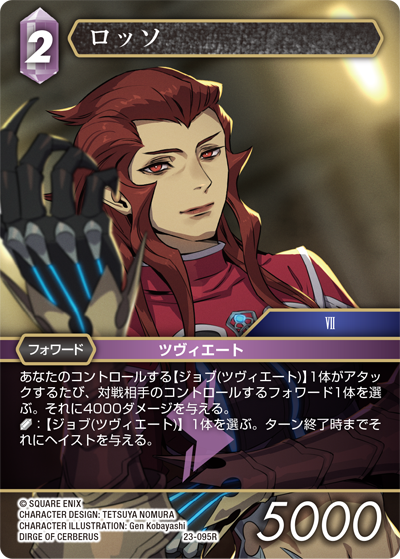 2
ロッソ
VII
フォワード
ツヴィエート
あなたのコントロールする【ジョブ(ツヴィエート)】1体がアタッ
クするたび、対戦相手のコントロールするフォワード1体を選
ぶ。それに4000ダメージを与える。
：【ジョブ(ツヴィエート)】 1体を選ぶ。ターン終了時までそ
れにヘイストを与える。
© SQUARE ENIX
CHARACTER DESIGN: TETSUYA NOMURA
CHARACTER ILLUSTRATION: Gen Kobayashi
DIRGE OF CERBERUS
23-095R
5000